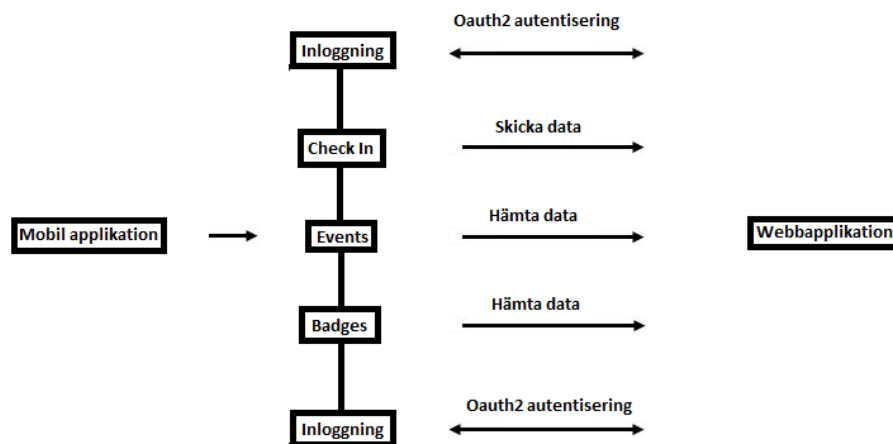 Oauth2 autentisering
Inloggning
Skicka data
Check In
Hämta data
Mobil applikation
Events
Webbapplikation
Hämta data
Badges
Oauth2 autentisering
Inloggning